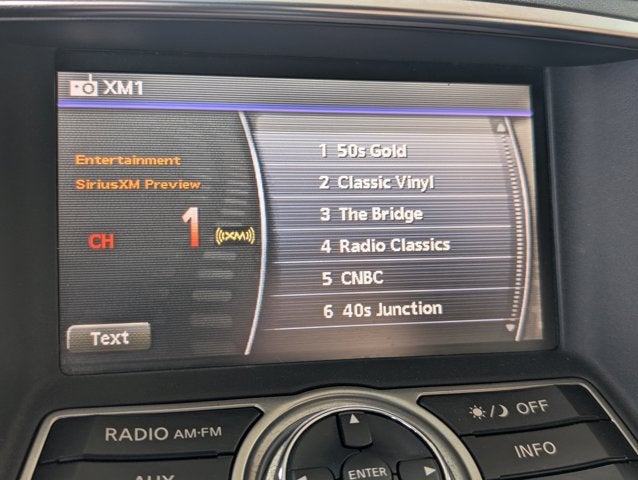 XM1
Entertainment
SiriusXM Preview
CH 1 ((XM))
Text
1 50s Gold
2 Classic Vinyl
3 The Bridge
4 Radio Classics
5 CNBC
6 40s Junction
RADIO AM·FM
AUX
ENTER
/ OFF
INFO